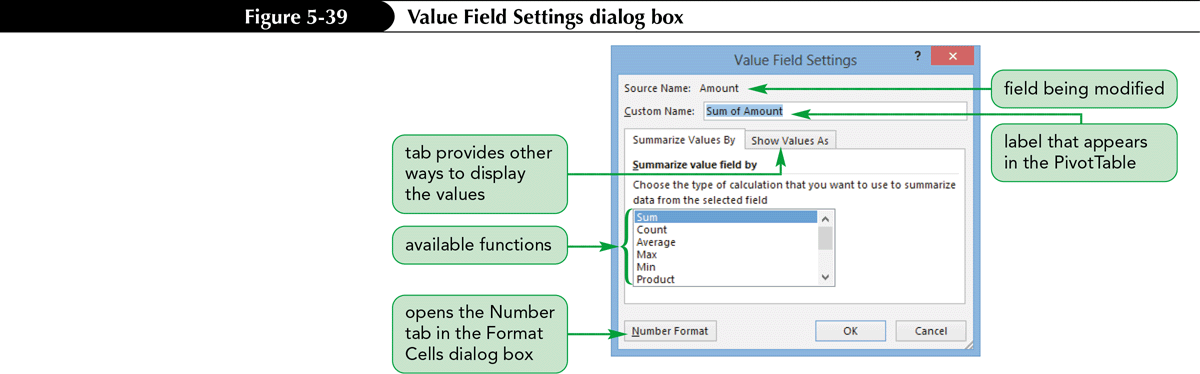 Figure 5-39 Value Field Settings dialog box
Value Field Settings
?
Source Name: Amount
field being modified
Custom Name: Sum of Amount
label that appears
in the PivotTable
Summarize Values By Show Values As
tab provides other
ways to display
the values
Summarize value field by
Choose the type of calculation that you want to use to summarize
data from the selected field
Sum
Count
Average
Max
Min
Product
available functions
opens the Number
tab in the Format
Cells dialog box
Number Format OK Cancel